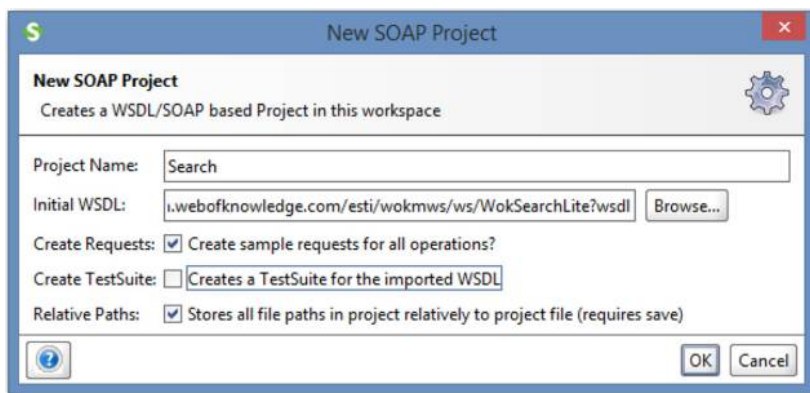 New SOAP Project
New SOAP Project
Creates a WSDL/SOAP based Project in this workspace
Project Name: Search
Initial WSDL: ı.webofknowledge.com/esti/wokmws/ws/WokSearchLite?wsdl Browse...
Create Requests: Create sample requests for all operations?
Create TestSuite: Creates a TestSuite for the imported WSDL
Relative Paths: Stores all file paths in project relatively to project file (requires save)
? OK Cancel